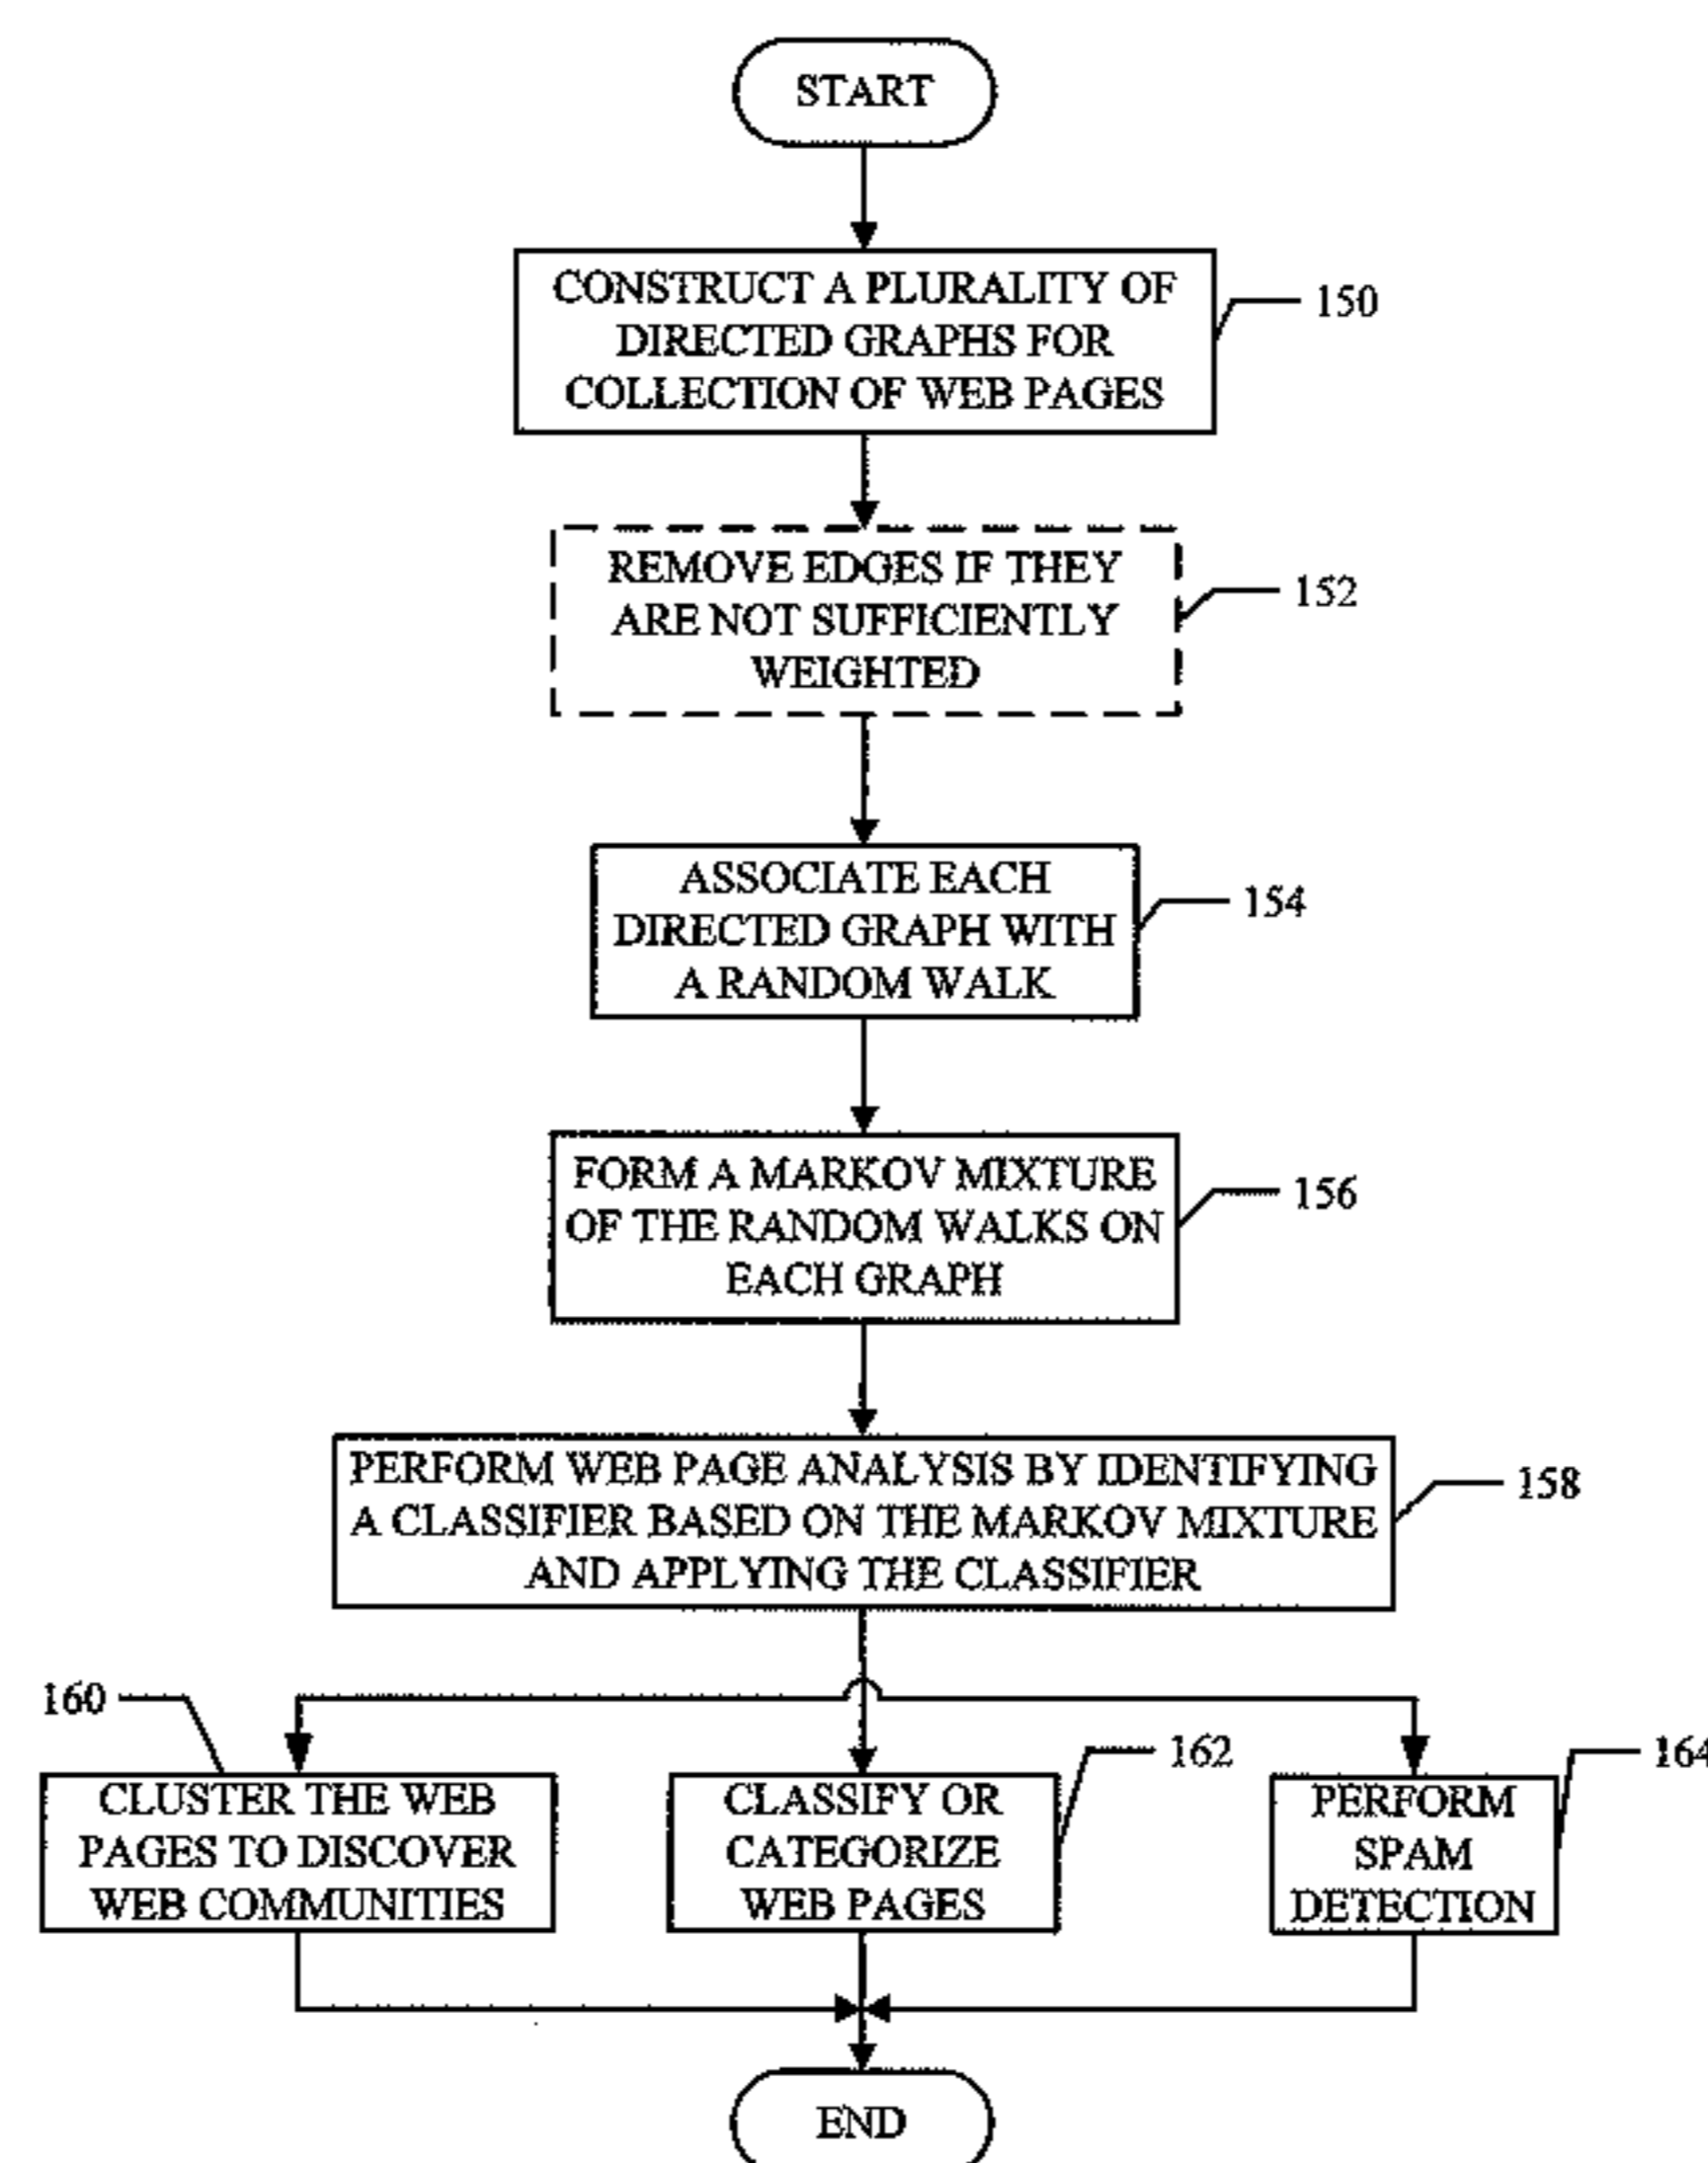 START
CONSTRUCT A PLURALITY OF
DIRECTED GRAPHS FOR
COLLECTION OF WEB PAGES
150
REMOVE EDGES IF THEY
ARE NOT SUFFICIENTLY
WEIGHTED
152
ASSOCIATE EACH
DIRECTED GRAPH WITH
A RANDOM WALK
154
FORM A MARKOV MIXTURE
OF THE RANDOM WALKS ON
EACH GRAPH
156
PERFORM WEB PAGE ANALYSIS BY IDENTIFYING
A CLASSIFIER BASED ON THE MARKOV MIXTURE
AND APPLYING THE CLASSIFIER
158
160
CLUSTER THE WEB
PAGES TO DISCOVER
WEB COMMUNITIES
162
CLASSIFY OR
CATEGORIZE
WEB PAGES
164
PERFORM
SPAM
DETECTION
END